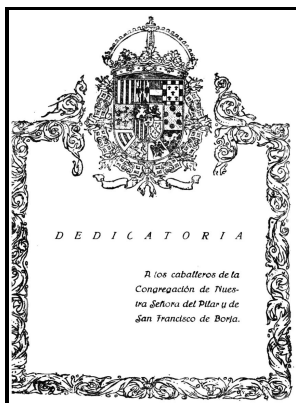 DEDICATORIA
A los caballeros de la
Congregación de Nues-
tra Señora del Pilar y de
San Francisco de Borja.